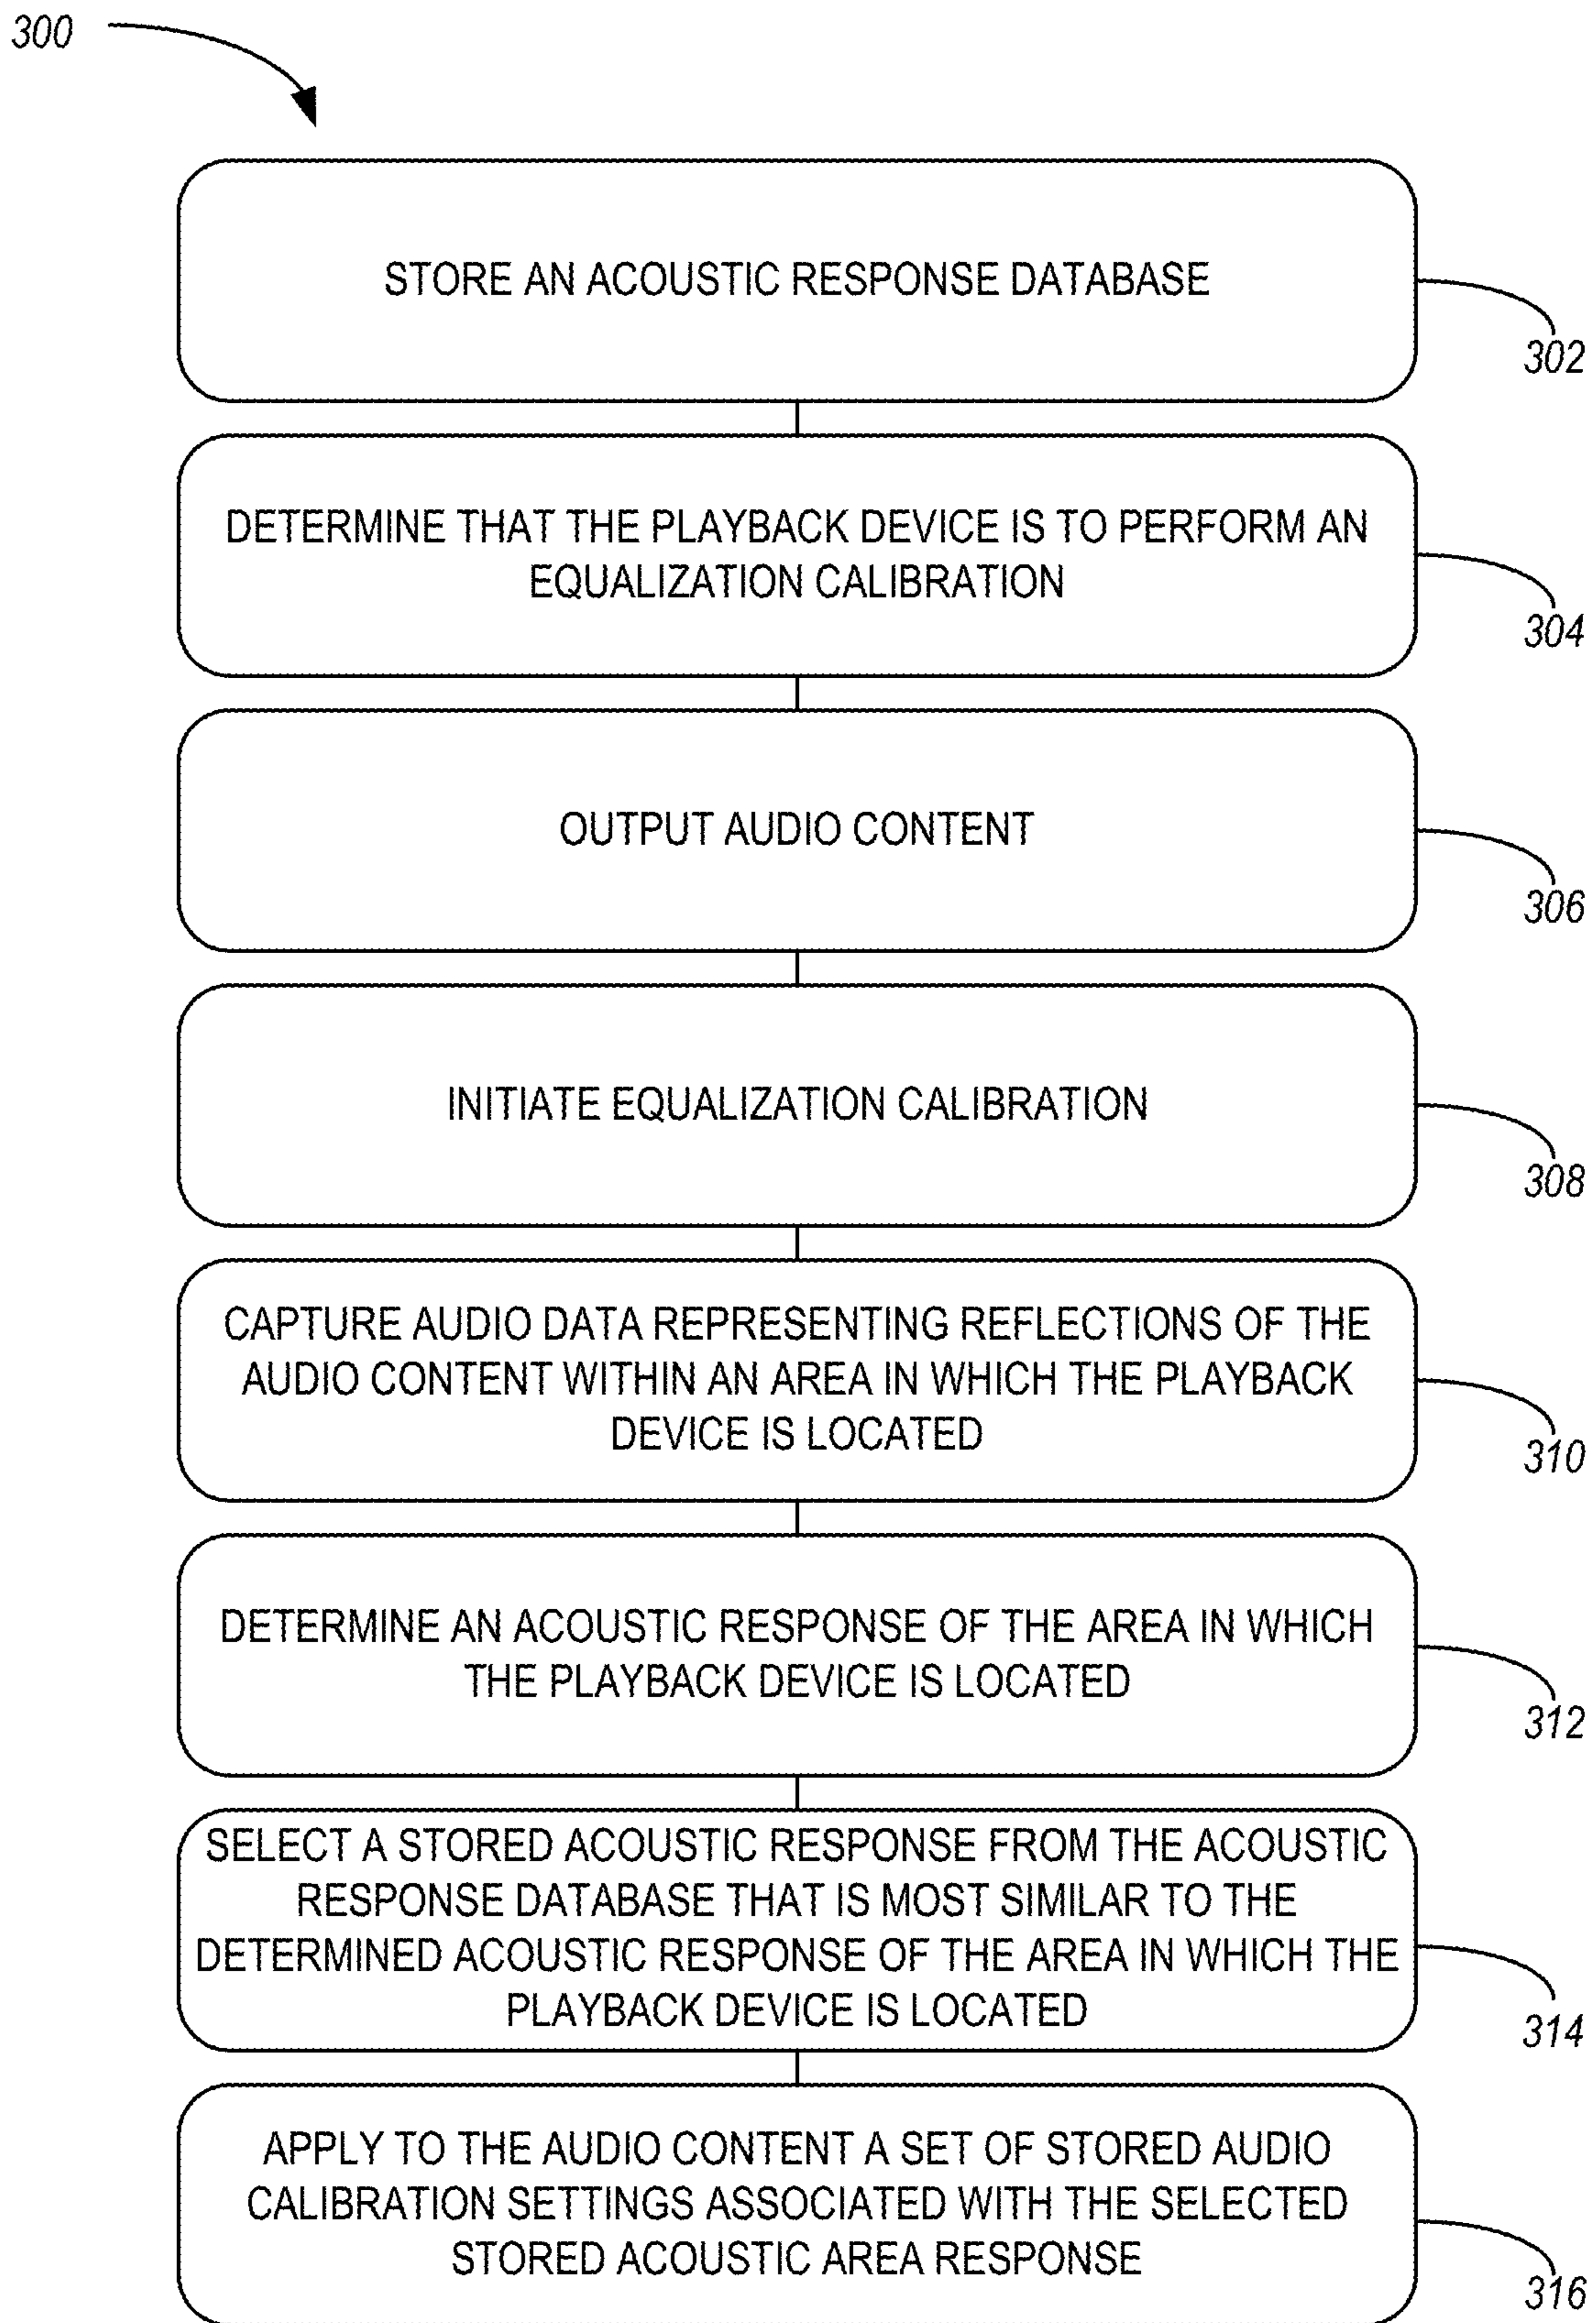 300
STORE AN ACOUSTIC RESPONSE DATABASE
302
DETERMINE THAT THE PLAYBACK DEVICE IS TO PERFORM AN
EQUALIZATION CALIBRATION
304
OUTPUT AUDIO CONTENT
306
INITIATE EQUALIZATION CALIBRATION
308
CAPTURE AUDIO DATA REPRESENTING REFLECTIONS OF THE
AUDIO CONTENT WITHIN AN AREA IN WHICH THE PLAYBACK
DEVICE IS LOCATED
310
DETERMINE AN ACOUSTIC RESPONSE OF THE AREA IN WHICH
THE PLAYBACK DEVICE IS LOCATED
312
SELECT A STORED ACOUSTIC RESPONSE FROM THE ACOUSTIC
RESPONSE DATABASE THAT IS MOST SIMILAR TO THE
DETERMINED ACOUSTIC RESPONSE OF THE AREA IN WHICH THE
PLAYBACK DEVICE IS LOCATED
314
APPLY TO THE AUDIO CONTENT A SET OF STORED AUDIO
CALIBRATION SETTINGS ASSOCIATED WITH THE SELECTED
STORED ACOUSTIC AREA RESPONSE
316